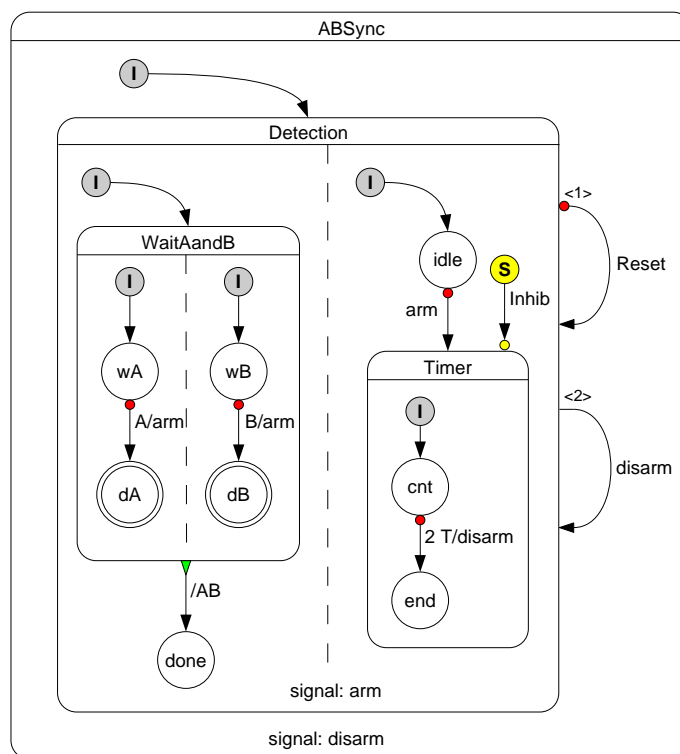 ABSync
I
Detection
I
I
<1>
WaitAandB
idle
S
Reset
I
I
arm
Inhib
wA
wB
Timer
<2>
A/arm
B/arm
I
disarm
dA
dB
cnt
2 T/disarm
/AB
end
done
signal: arm
signal: disarm